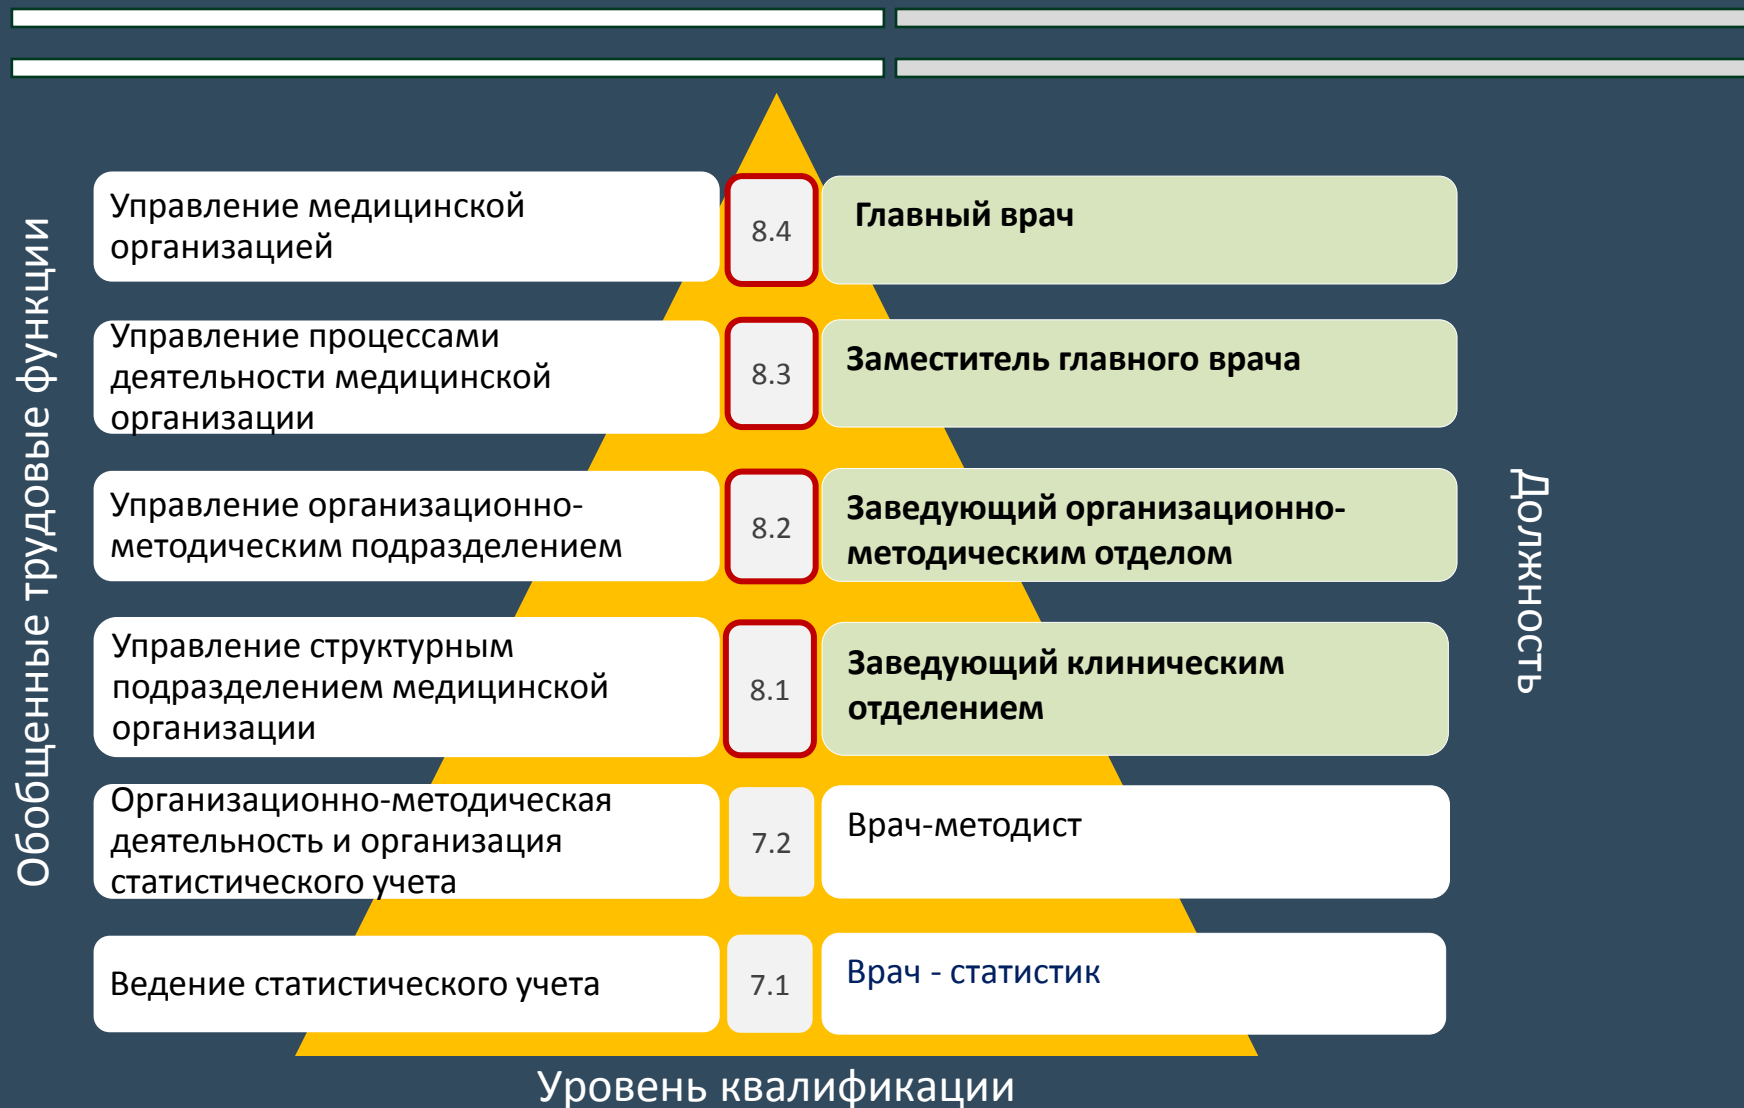 Обобщенные трудовые функции
Управление медицинской
организацией
8.4
Главный врач
Управление процессами
деятельности медицинской
организации
8.3
Заместитель главного врача
Управление организационно-
методическим подразделением
8.2
Заведующий организационно-
методическим отделом
Управление структурным
подразделением медицинской
организации
8.1
Заведующий клиническим
отделением
Организационно-методическая
деятельность и организация
статистического учета
7.2
Врач-методист
Ведение статистического учета
7.1
Врач - статистик
Должность
Уровень квалификации